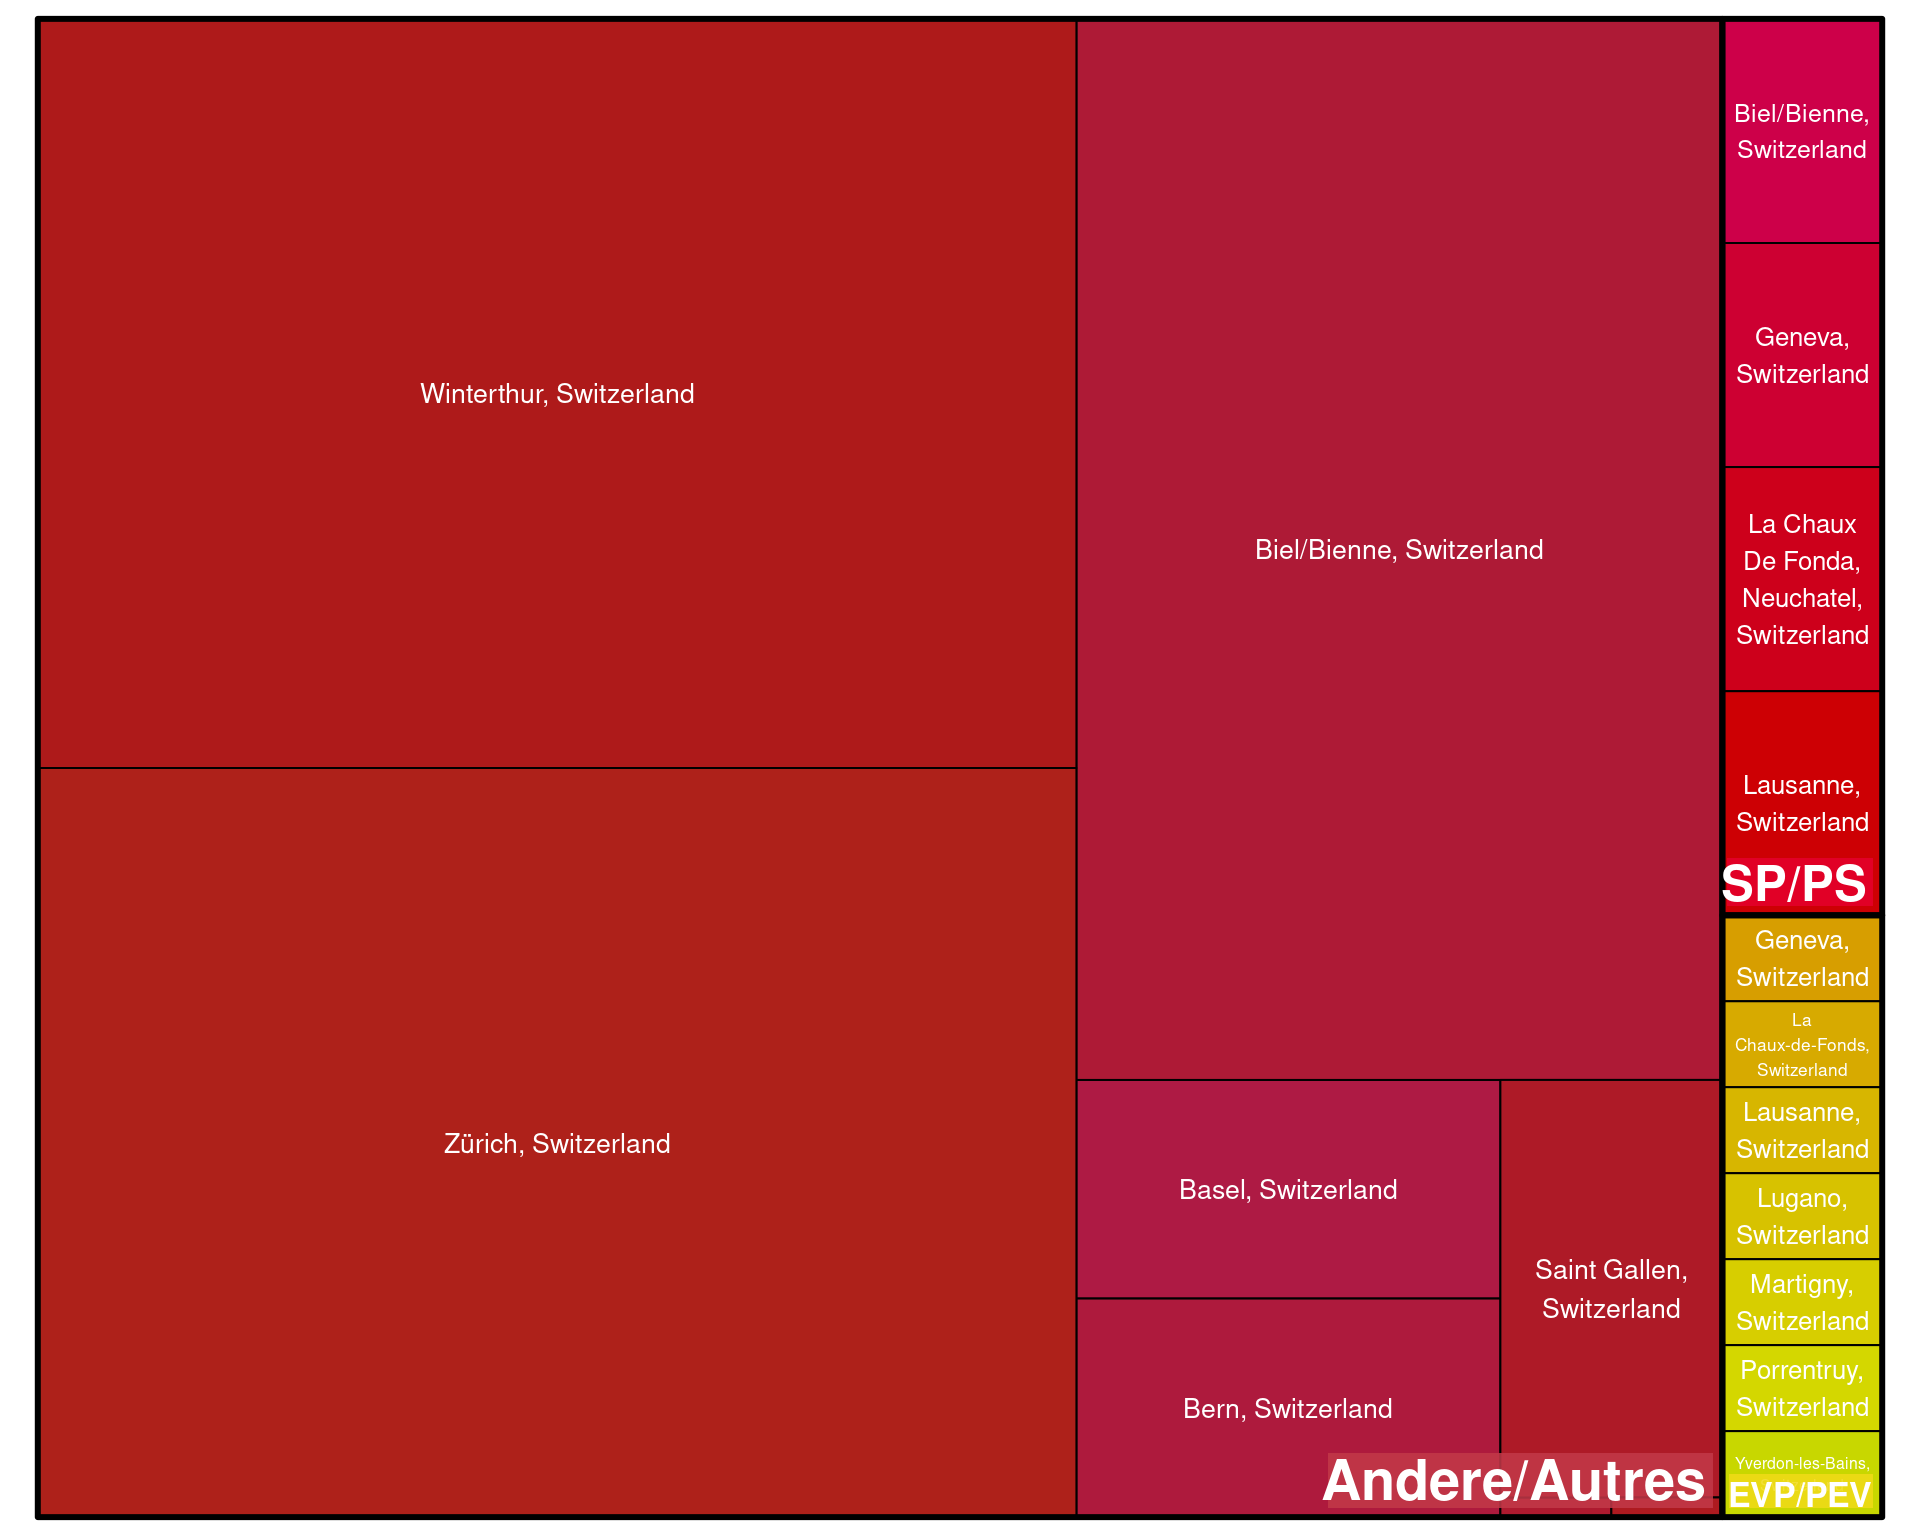 Winterthur, Switzerland
Zürich, Switzerland
Biel/Bienne, Switzerland
Basel, Switzerland
Bern, Switzerland
Saint Gallen,
Switzerland
Andere/Autres
Biel/Bienne,
Switzerland
Geneva,
Switzerland
La Chaux
De Fonda,
Neuchatel,
Switzerland
Lausanne,
Switzerland
SP/PS
Geneva,
Switzerland
La
Chaux-de-Fonds,
Switzerland
Lausanne,
Switzerland
Lugano,
Switzerland
Martigny,
Switzerland
Porrentruy,
Switzerland
Yverdon-les-Bains,
EVP/PEV